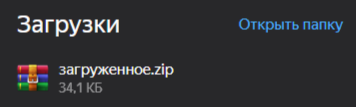 Загрузки Открыть папку
загруженное.zip
34,1 КБ